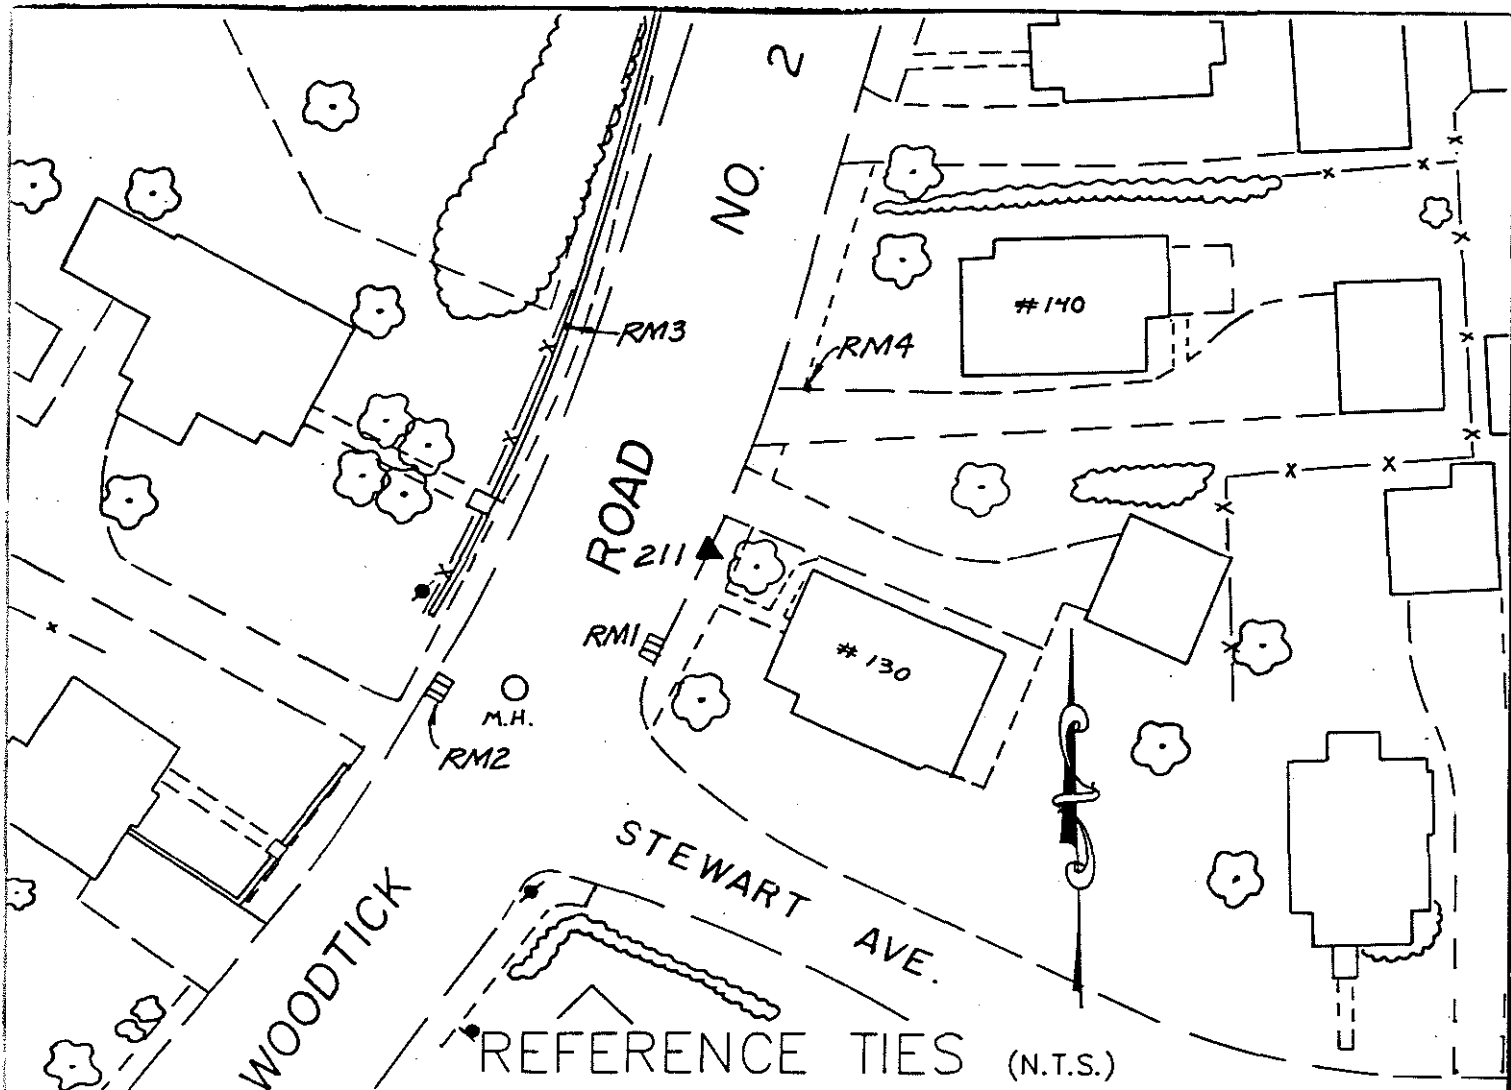 WOODTICK ROAD NO. 2
#140
RM3
RM4
211
RM1
#130
M.H.
RM2
STEWART AVE.
REFERENCE TIES (N.T.S.)